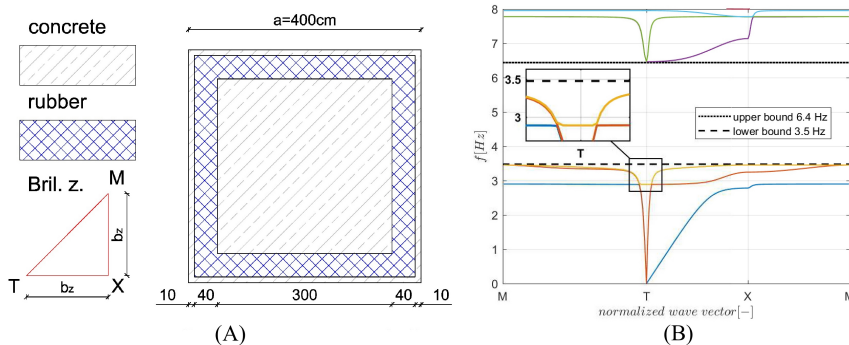 concrete
rubber
Bril. z.
M
bz
T
bz
X
a=400cm
10
40
300
40
10
(A)
8
7
6
5
4
3
2
1
0
f[Hz]
3.5
3
T
upper bound 6.4 Hz
lower bound 3.5 Hz
M
T
X
M
normalized wave vector[−]
(B)